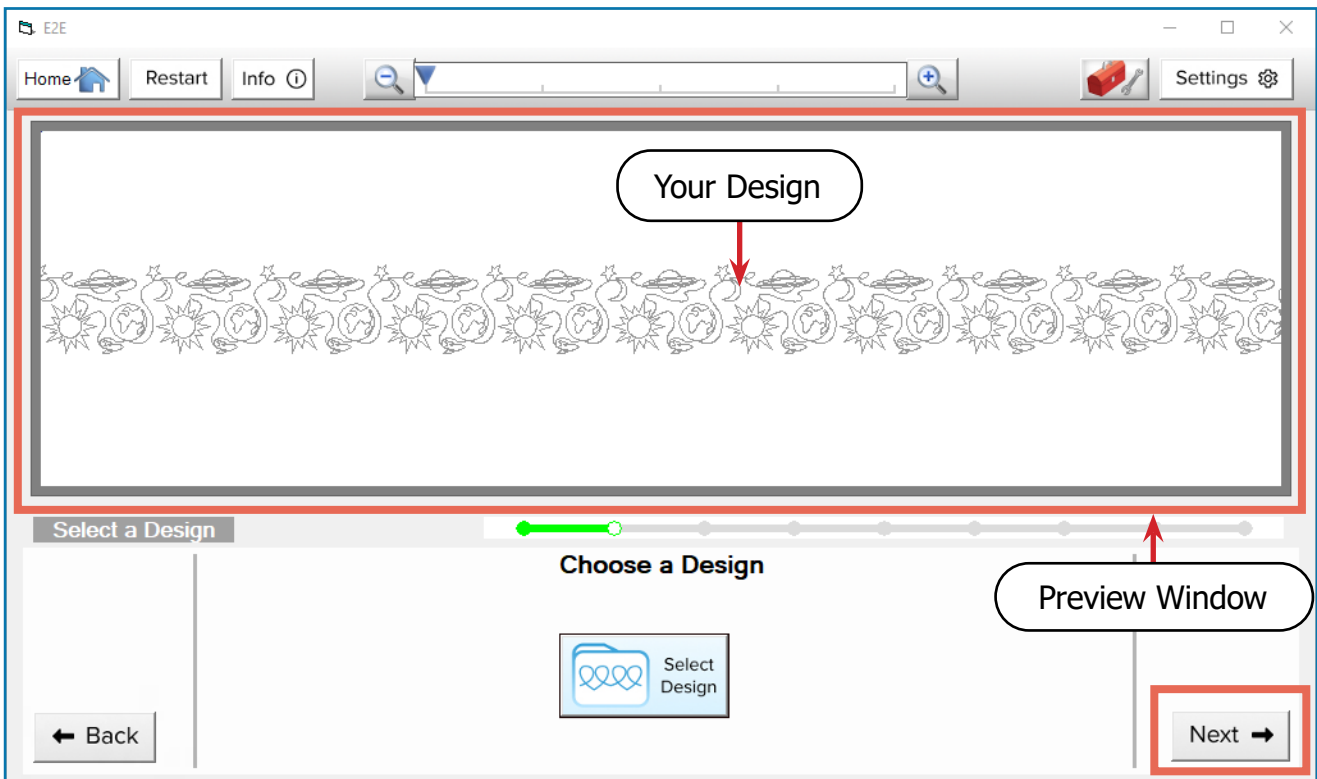 E2E
Home Restart Info Settings
Your Design
Select a Design
Choose a Design
Preview Window
Select
Design
Back
Next